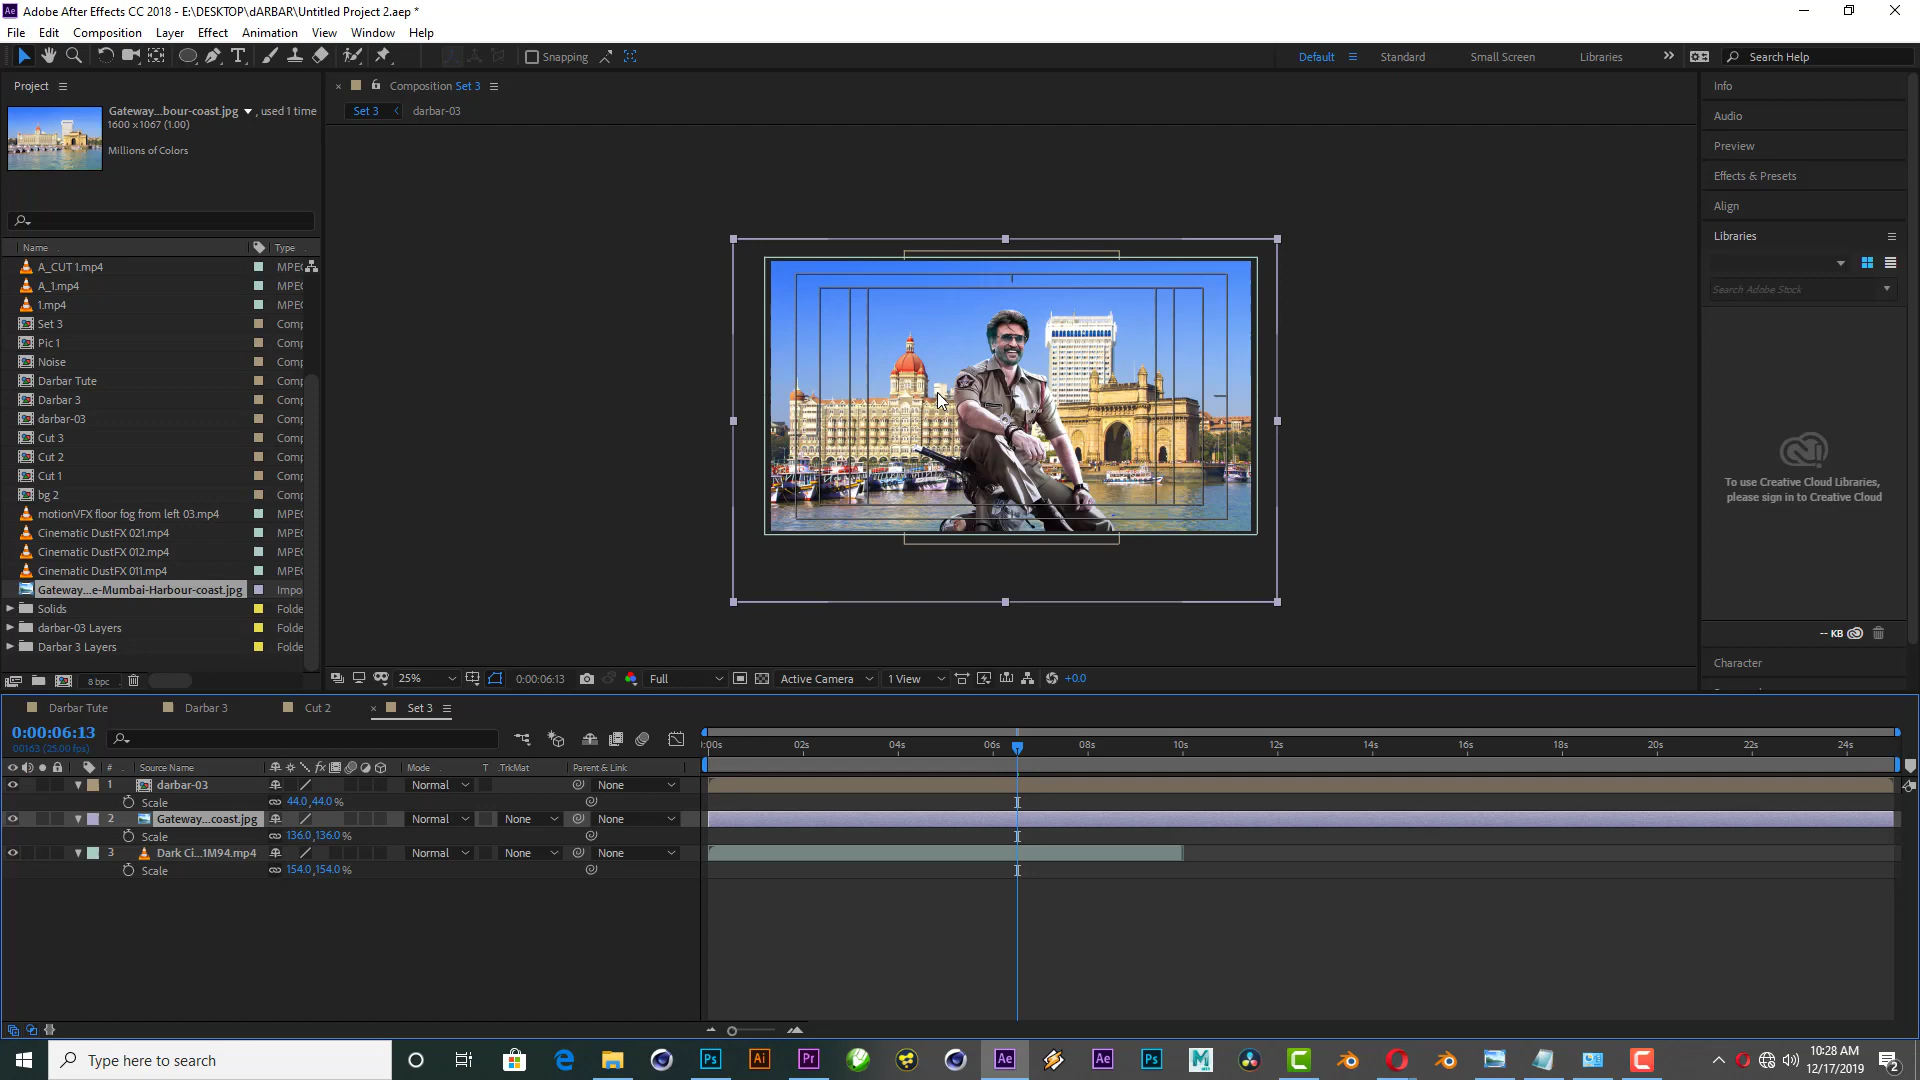 Adobe After Effects CC 2018 - E:\DESKTOP\dARBAR\Untitled Project 2.aep *
File Edit Composition Layer Effect Animation View Window Help
Snapping
Default Standard Small Screen Libraries Search Help
Project
Gateway...bour-coast.jpg , used 1 time
1600 x 1067 (1.00)
Millions of Colors
Name Type
A_CUT 1.mp4 MPEG
A_1.mp4 MPEG
1.mp4 MPEG
Set 3 Comp
Pic 1 Comp
Noise Comp
Darbar Tute Comp
Darbar 3 Comp
darbar-03 Comp
Cut 3 Comp
Cut 2 Comp
Cut 1 Comp
bg 2 Comp
motionVFX floor fog from left 03.mp4 MPEG
Cinematic DustFX 021.mp4 MPEG
Cinematic DustFX 012.mp4 MPEG
Cinematic DustFX 011.mp4 MPEG
Gateway...e-Mumbai-Harbour-coast.jpg Impo
Solids Folde
darbar-03 Layers Folde
Darbar 3 Layers Folde
8 bpc
Composition Set 3
Set 3 darbar-03
25% 0:00:06:13 Full Active Camera 1 View +0.0
Info
Audio
Preview
Effects & Presets
Align
Libraries
Search Adobe Stock
To use Creative Cloud Libraries,
please sign in to Creative Cloud
-- KB
Character
Darbar Tute Darbar 3 Cut 2 Set 3
0:00:06:13
00163 (25.00 fps)
# Source Name Mode T .TrkMat Parent & Link
:00s 02s 04s 06s 08s 10s 12s 14s 16s 18s 20s 22s 24s
1 darbar-03 Normal None
Scale 44.0,44.0%
2 Gateway...coast.jpg Normal None None
Scale 136.0,136.0%
3 Dark Ci...1M94.mp4 Normal None None
Scale 154.0,154.0%
Type here to search
10:28 AM
12/17/2019
2